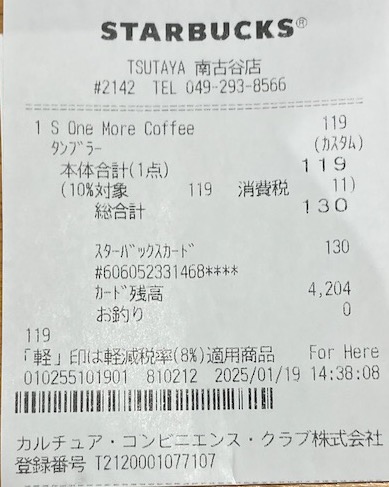 STARBUCKS®
TSUTAYA 南古谷店
#2142 TEL 049-293-8566
1 S One More Coffee 119
ﾀﾝﾌﾞﾗｰ (ｶｽﾀﾑ)
本体合計(1点) 119
(10%対象 119 消費税 11)
総合計 130
ｽﾀｰﾊﾞｯｸｽｶｰﾄﾞ 130
#606052331468****
ｶｰﾄﾞ残高 4,204
お釣り 0
119
「軽」印は軽減税率(8%)適用商品 For Here
010255101901 810212 2025/01/19 14:38:08
カルチュア・コンビニエンス・クラブ株式会社
登録番号 T2120001077107